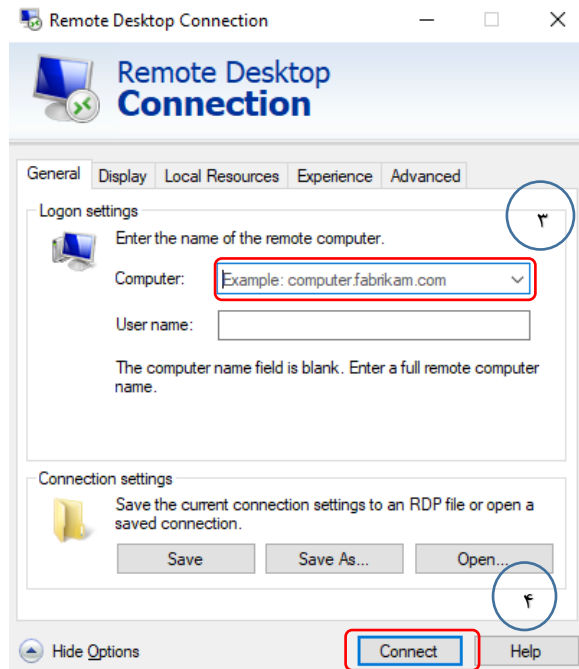 Remote Desktop Connection
Remote Desktop
Connection
General Display Local Resources Experience Advanced
Logon settings
۳
Enter the name of the remote computer.
Computer: Example: computer.fabrikam.com
User name:
The computer name field is blank. Enter a full remote computer
name.
Connection settings
Save the current connection settings to an RDP file or open a
saved connection.
Save Save As... Open...
۴
Hide Options Connect Help